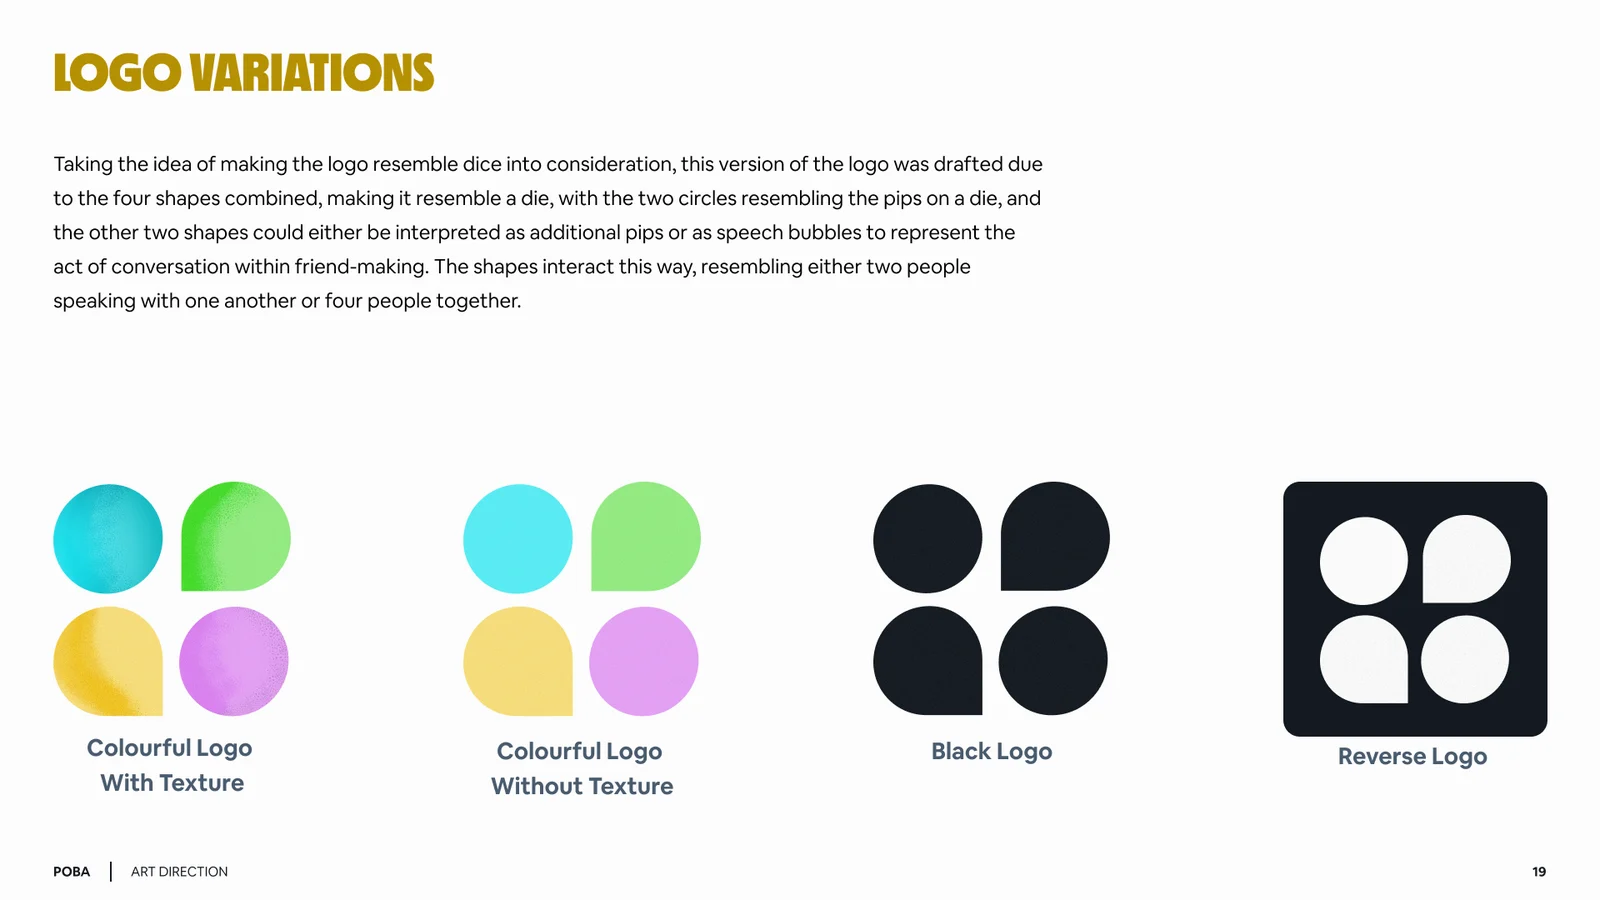 LOGO VARIATIONS
Taking the idea of making the logo resemble dice into consideration, this version of the logo was drafted due
to the four shapes combined, making it resemble a die, with the two circles resembling the pips on a die, and
the other two shapes could either be interpreted as additional pips or as speech bubbles to represent the
act of conversation within friend-making. The shapes interact this way, resembling either two people
speaking with one another or four people together.
Colourful Logo
With Texture
Colourful Logo
Without Texture
Black Logo
Reverse Logo
POBA | ART DIRECTION
19